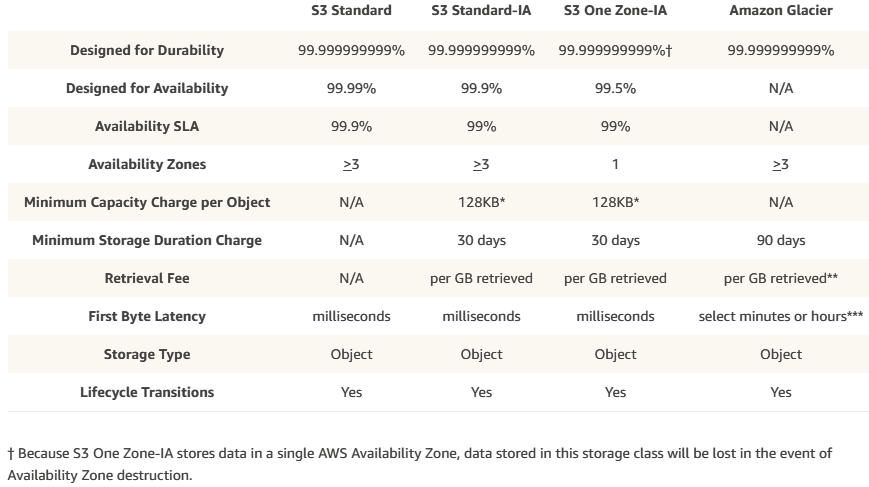 S3 Standard S3 Standard-IA S3 One Zone-IA Amazon Glacier
Designed for Durability 99.999999999% 99.999999999% 99.999999999%† 99.999999999%
Designed for Availability 99.99% 99.9% 99.5% N/A
Availability SLA 99.9% 99% 99% N/A
Availability Zones ≥3 ≥3 1 ≥3
Minimum Capacity Charge per Object N/A 128KB* 128KB* N/A
Minimum Storage Duration Charge N/A 30 days 30 days 90 days
Retrieval Fee N/A per GB retrieved per GB retrieved per GB retrieved**
First Byte Latency milliseconds milliseconds milliseconds select minutes or hours***
Storage Type Object Object Object Object
Lifecycle Transitions Yes Yes Yes Yes
† Because S3 One Zone-IA stores data in a single AWS Availability Zone, data stored in this storage class will be lost in the event of
Availability Zone destruction.